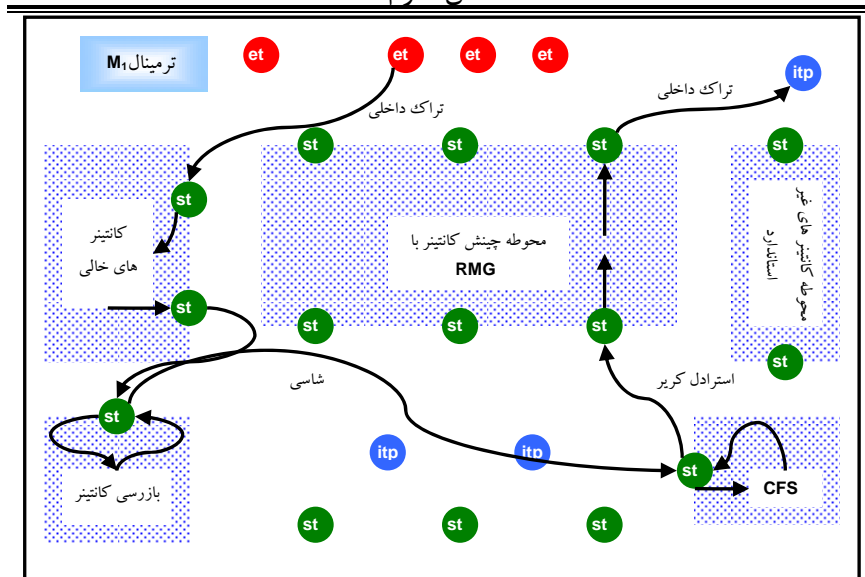 ترمینال M1
et
et
et
et
itp
تراک داخلی
تراک داخلی
st
st
st
st
st
کانتینر
های خالی
محوطه چینش کانتینر با
RMG
محوطه کانتینر های غیر
استاندارد
st
st
st
st
st
شاسی
استرادل کریر
st
itp
itp
st
بازرسی کانتینر
CFS
st
st
st